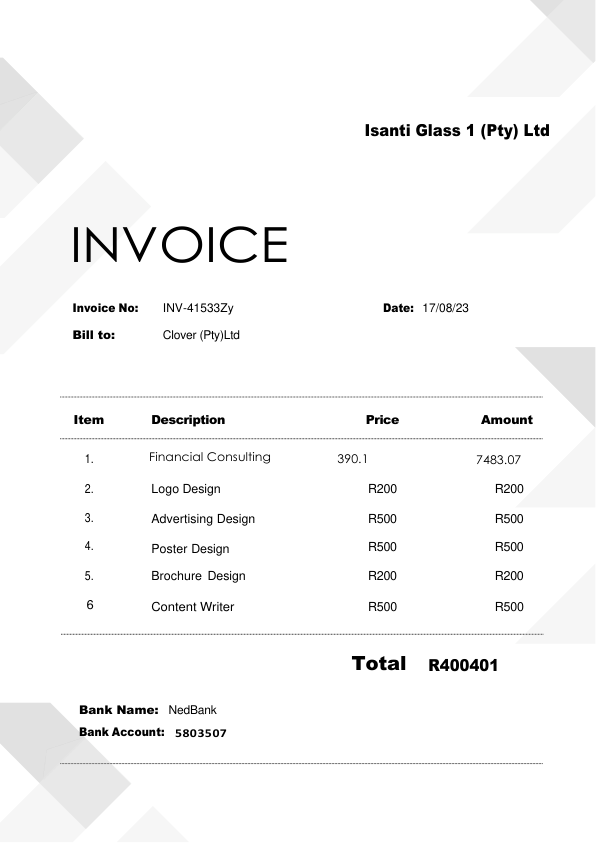 Isanti Glass 1 (Pty) Ltd
INVOICE
Invoice No: INV-41533Zy Date: 17/08/23
Bill to: Clover (Pty)Ltd
Item Description Price Amount
1. Financial Consulting 390.1 7483.07
2. Logo Design R200 R200
3. Advertising Design R500 R500
4. Poster Design R500 R500
5. Brochure Design R200 R200
6 Content Writer R500 R500
Total R400401
Bank Name: NedBank
Bank Account: 5803507